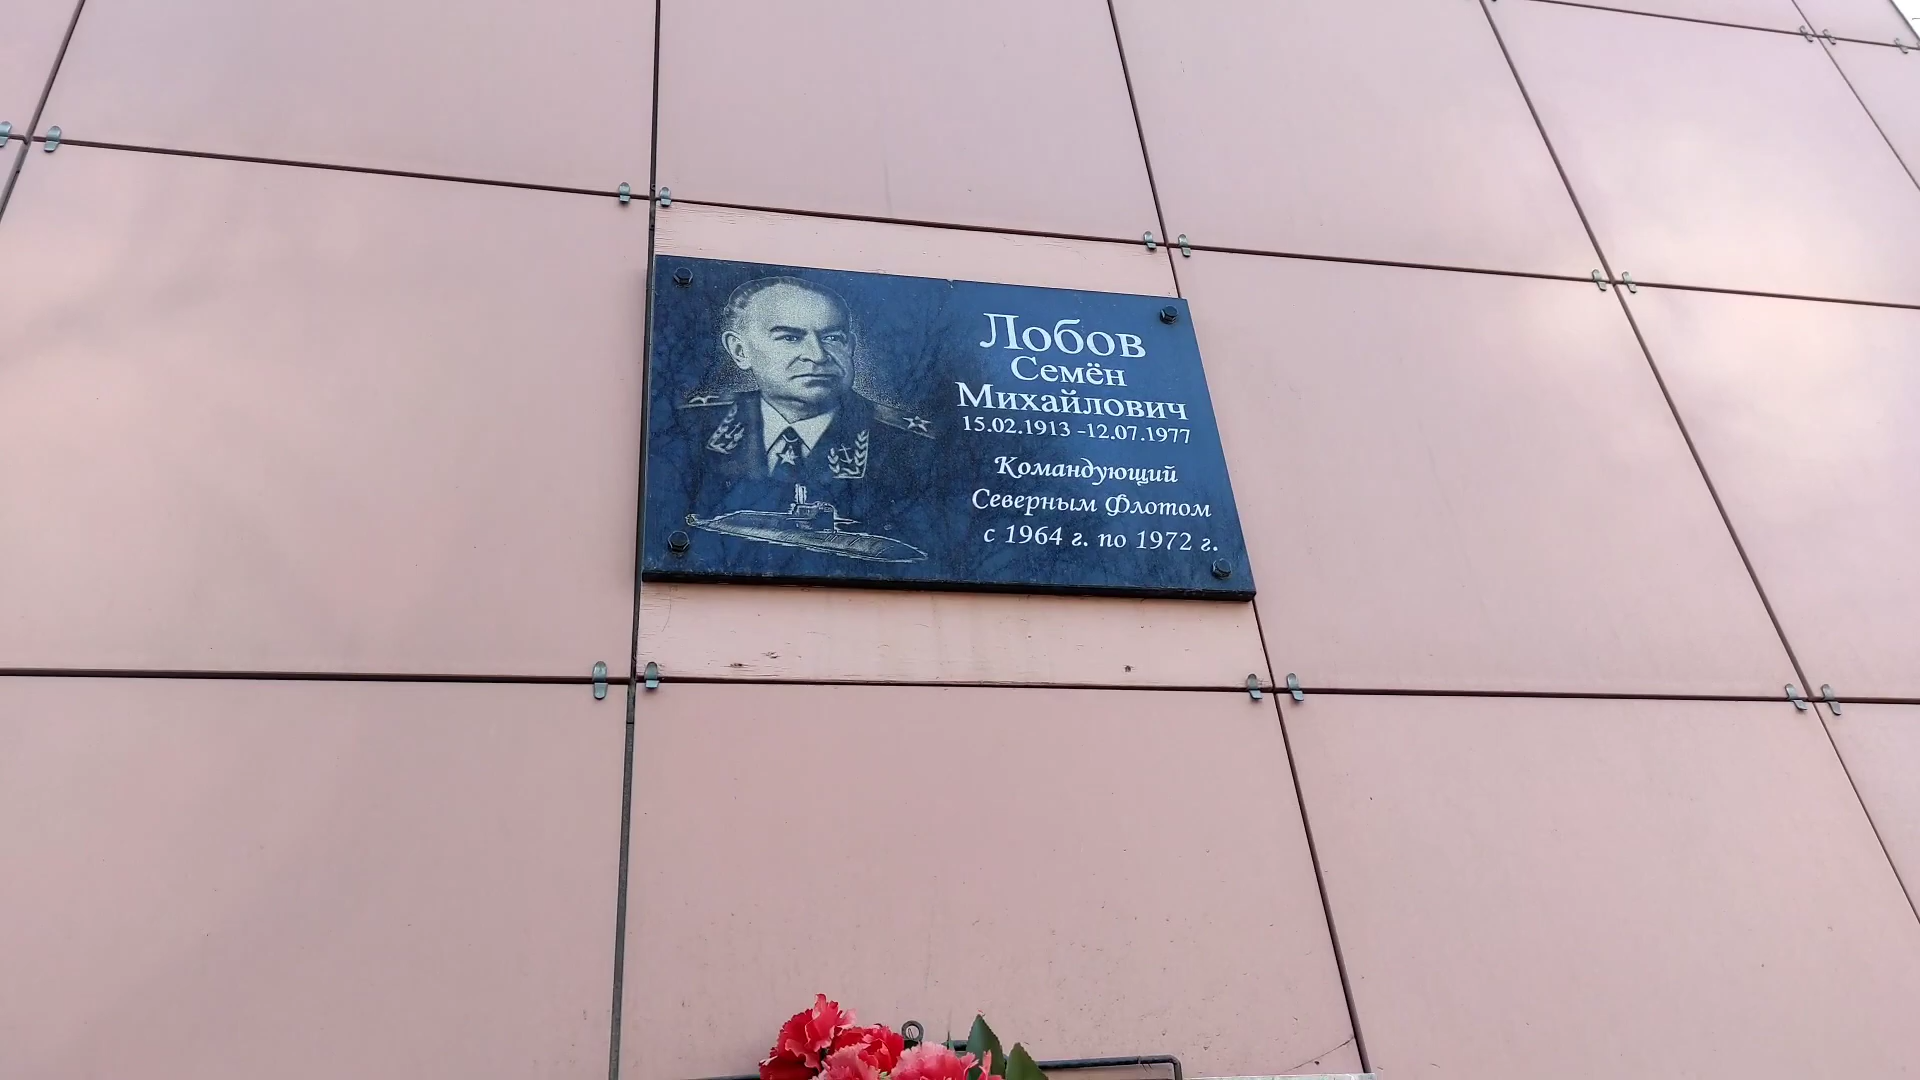 Лобов
Семён
Михайлович
15.02.1913 -12.07.1977
Командующий
Северным Флотом
с 1964 г. по 1972 г.